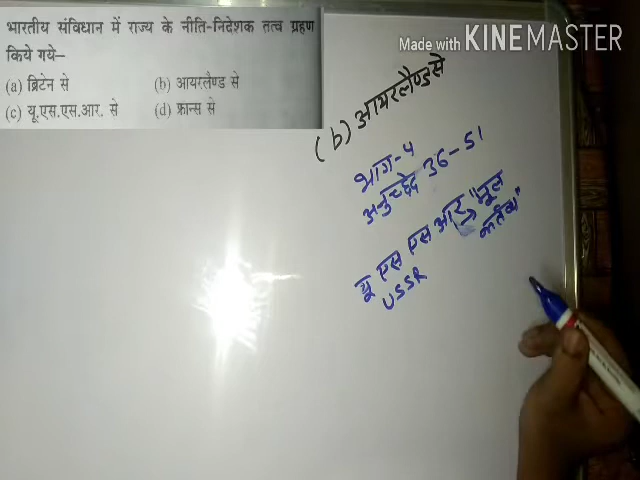 भारतीय संविधान में राज्य के नीति-निदेशक तत्व ग्रहण
किये गये–
(a) ब्रिटेन से (b) आयरलैण्ड से
(c) यू.एस.एस.आर. से (d) फ्रान्स से
Made with KINEMASTER
(b) आयरलैण्ड से
भाग-4
अनुच्छेद 36-51
यू एस एस आर → "मूल
कर्तव्य"
USSR